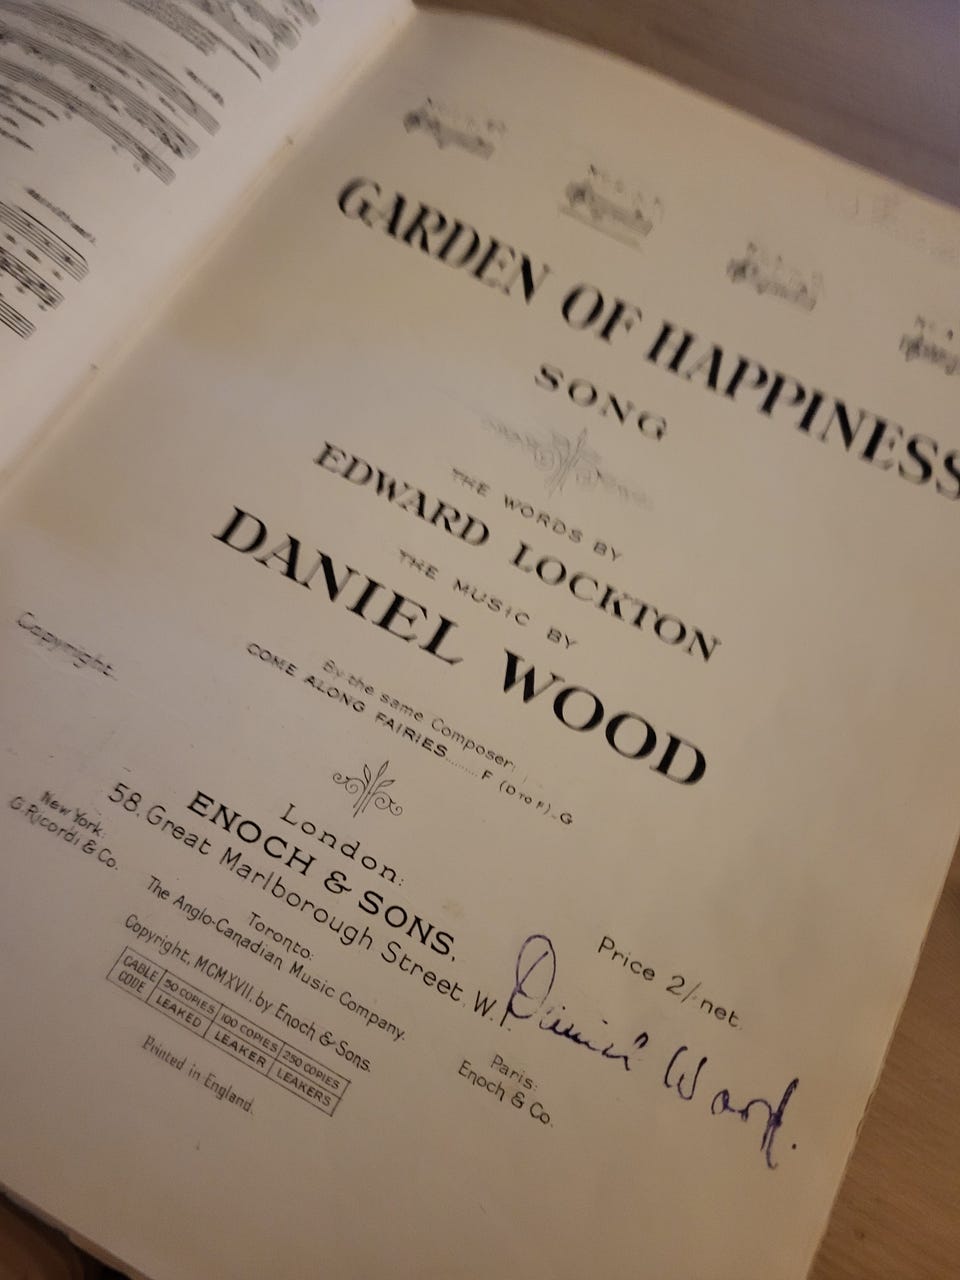 GARDEN OF HAPPINESS
SONG
THE WORDS BY
EDWARD LOCKTON
THE MUSIC BY
DANIEL WOOD
By the same Composer:
COME ALONG FAIRIES........ F (D TO F)_G
Copyright.
London:
ENOCH & SONS,
58, Great Marlborough Street, W.1.
New York:
G. Ricordi & Co.
Toronto:
The Anglo-Canadian Music Company.
Copyright, MCMXVII, by Enoch & Sons.
Price 2/- net.
Paris:
Enoch & Co.
Daniel Wood.
CABLE CODE 50 COPIES 100 COPIES 250 COPIES
LEAKED LEAKER LEAKERS
Printed in England.